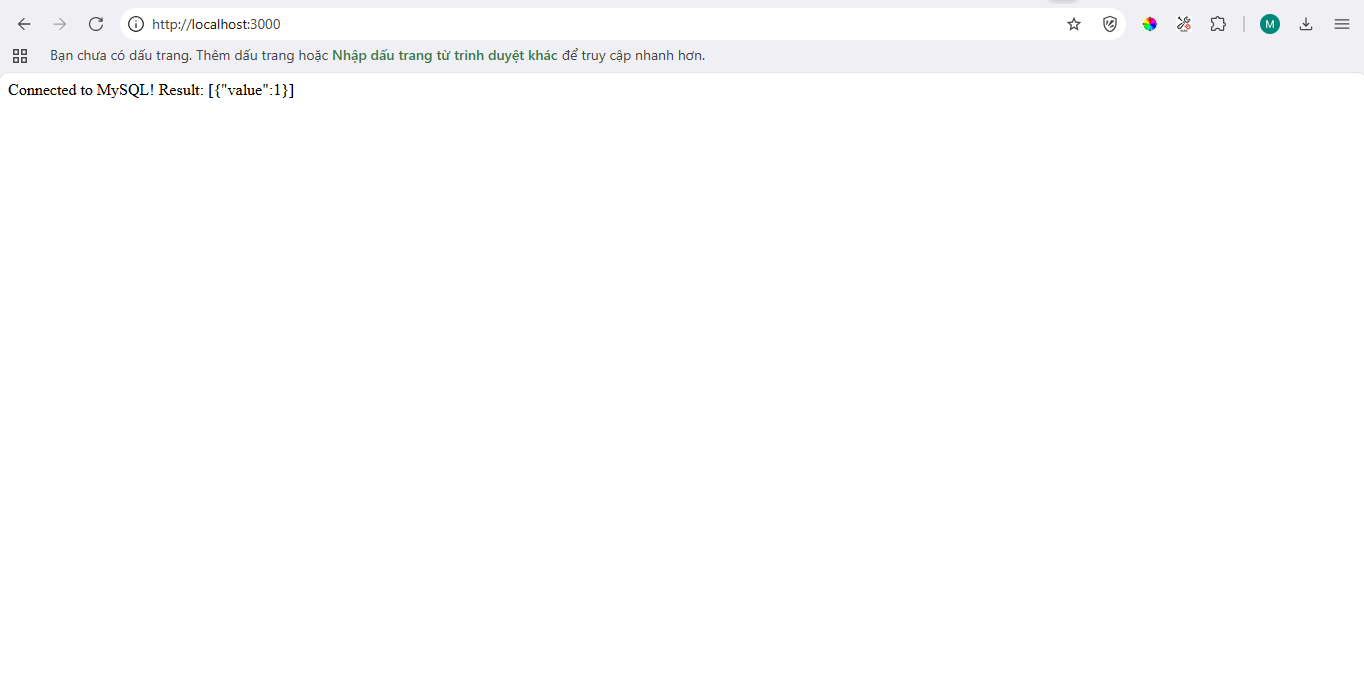 http://localhost:3000
M
Bạn chưa có dấu trang. Thêm dấu trang hoặc Nhập dấu trang từ trình duyệt khác để truy cập nhanh hơn.
Connected to MySQL! Result: [{"value":1}]